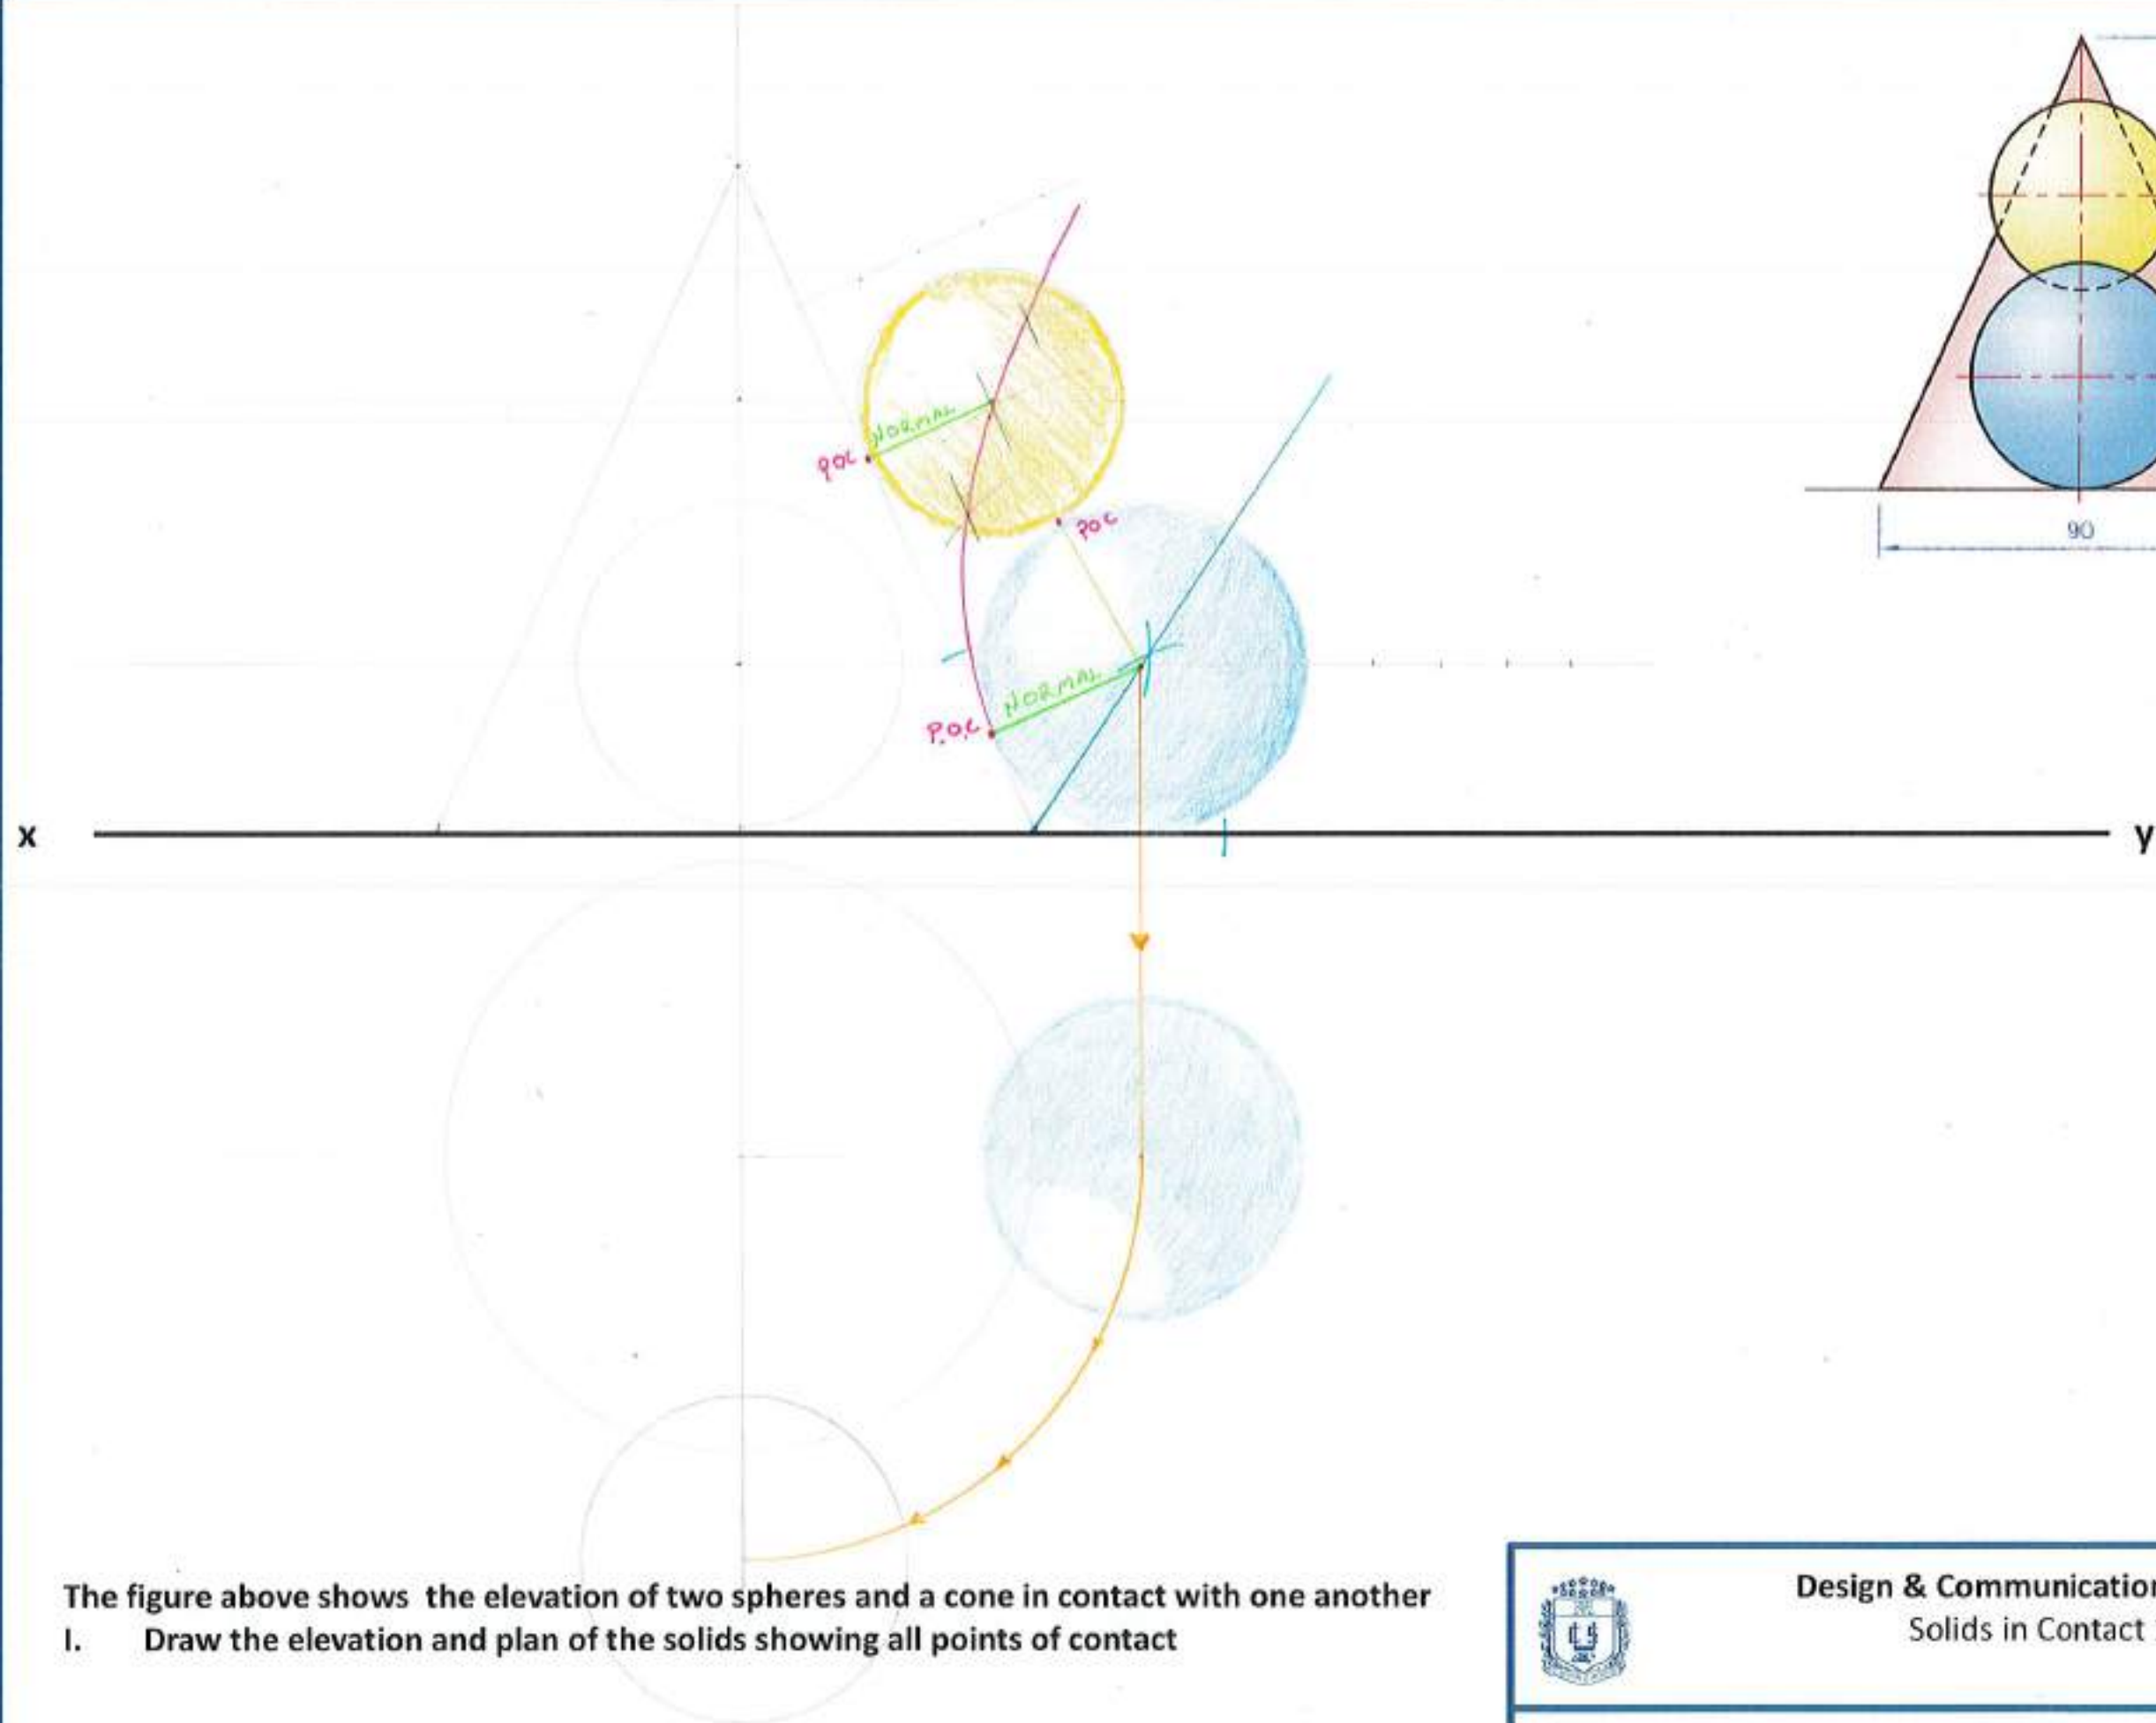 90
NORMAL
POC
POC
NORMAL
P.O.C
x
y
The figure above shows the elevation of two spheres and a cone in contact with one another
I. Draw the elevation and plan of the solids showing all points of contact
Design & Communication
Solids in Contact